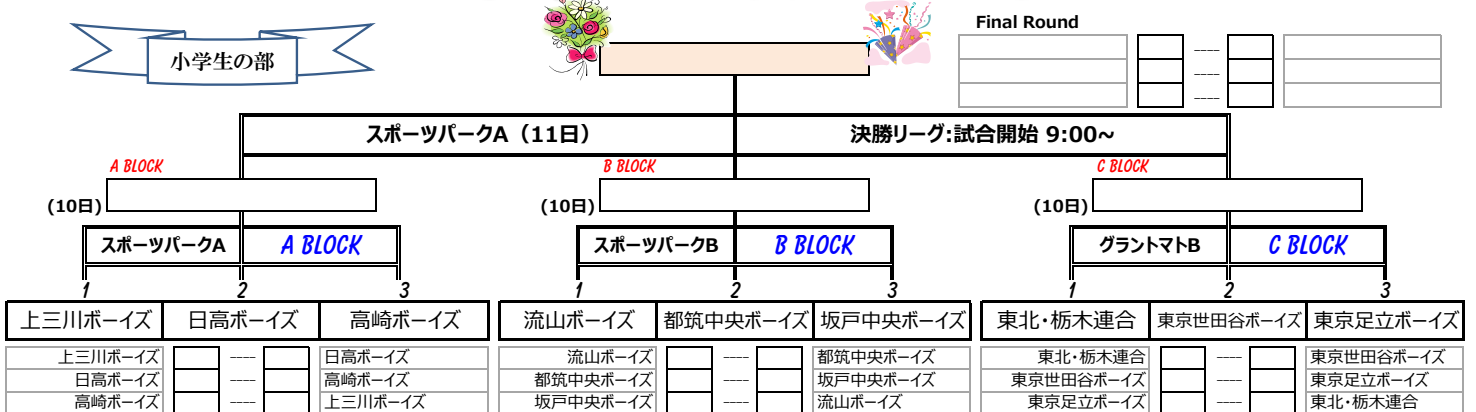 小学生の部
Final Round
----
----
----
スポーツパークA（11日） 決勝リーグ:試合開始 9:00~
A BLOCK B BLOCK C BLOCK
(10日) (10日) (10日)
スポーツパークA A BLOCK スポーツパークB B BLOCK グラントマトB C BLOCK
1 2 3 1 2 3 1 2 3
上三川ボーイズ 日高ボーイズ 高崎ボーイズ 流山ボーイズ 都筑中央ボーイズ 坂戸中央ボーイズ 東北・栃木連合 東京世田谷ボーイズ 東京足立ボーイズ
上三川ボーイズ ---- 日高ボーイズ 流山ボーイズ ---- 都筑中央ボーイズ 東北・栃木連合 ---- 東京世田谷ボーイズ
日高ボーイズ ---- 高崎ボーイズ 都筑中央ボーイズ ---- 坂戸中央ボーイズ 東京世田谷ボーイズ ---- 東京足立ボーイズ
高崎ボーイズ ---- 上三川ボーイズ 坂戸中央ボーイズ ---- 流山ボーイズ 東京足立ボーイズ ---- 東北・栃木連合